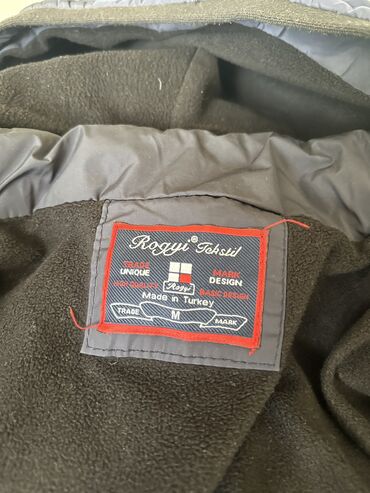 Rogyi® Tekstil
TRADE MARK
UNIQUE DESIGN
HIGH QUALITY Rogyi BASIC DESIGN
Made in Turkey
TRADE M MARK